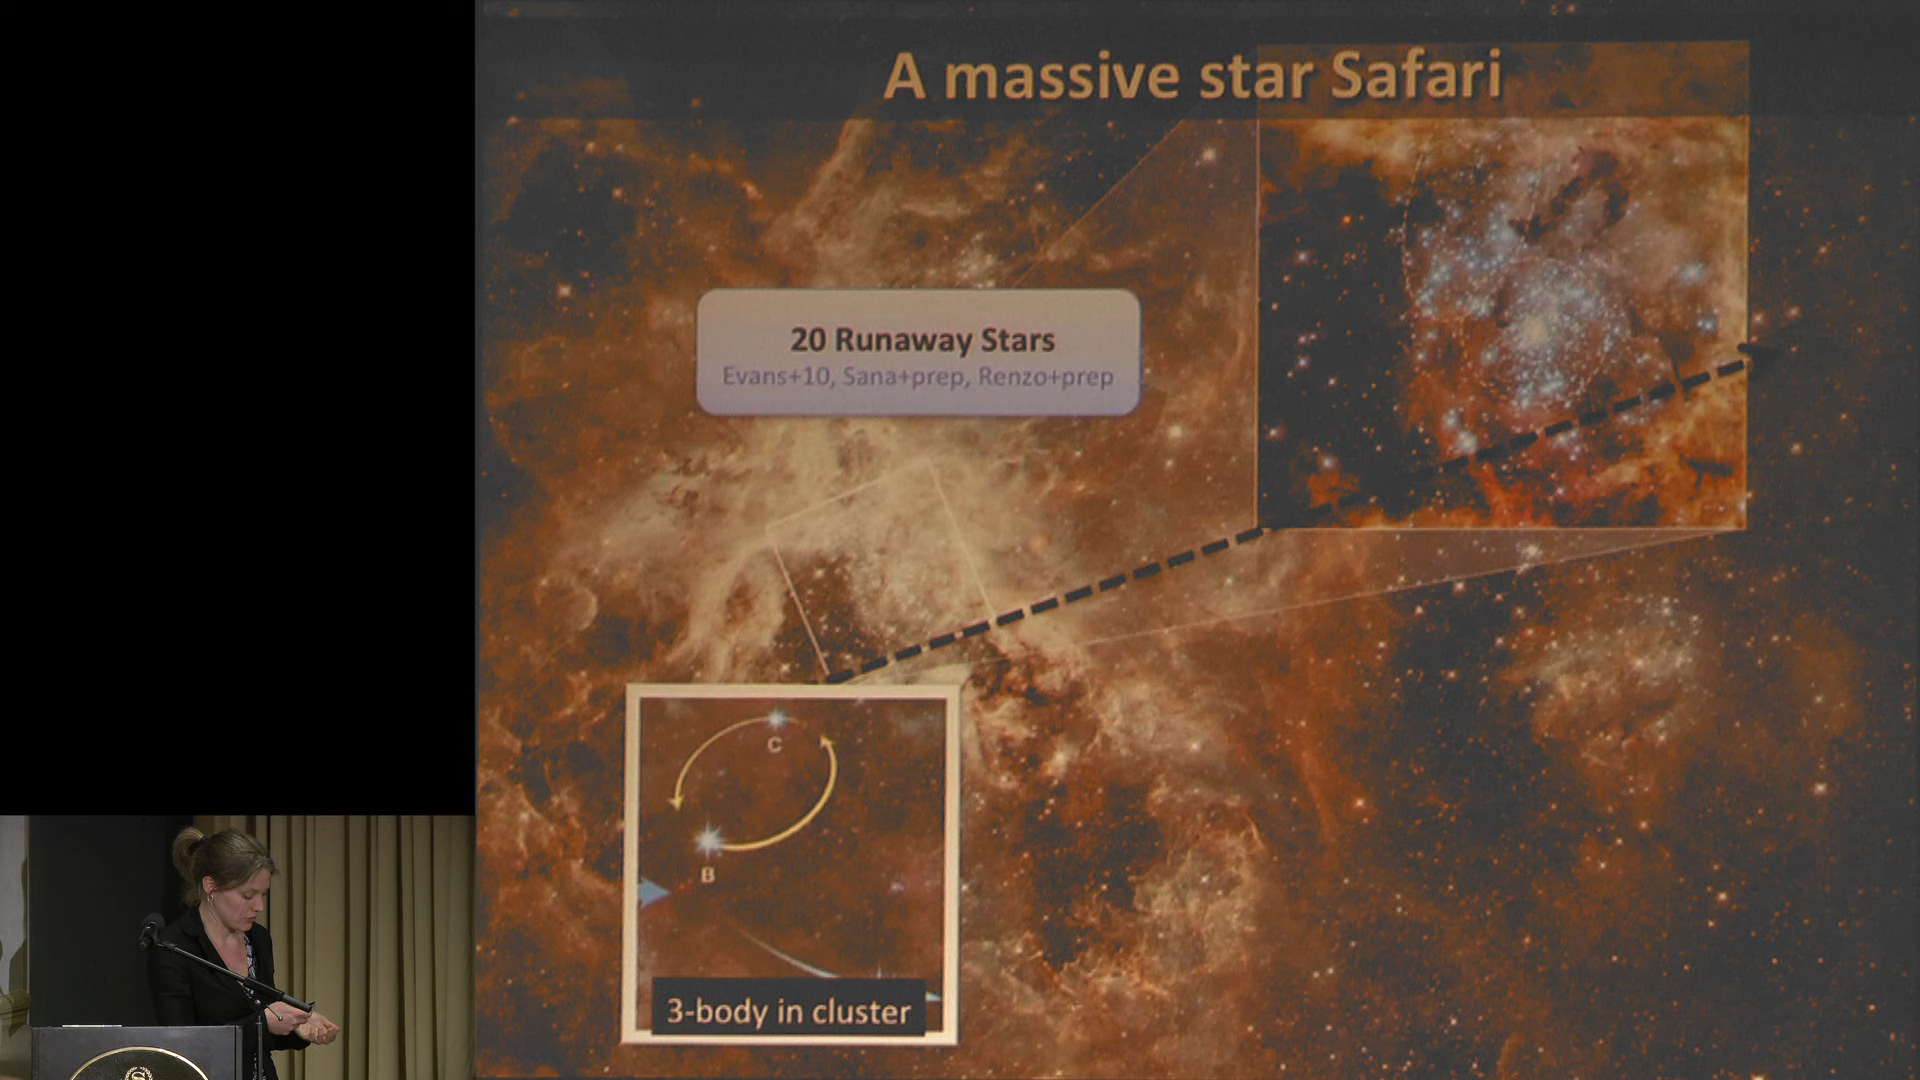 A massive star Safari
20 Runaway Stars
Evans+10, Sana+prep, Renzo+prep
C
B
3-body in cluster
S